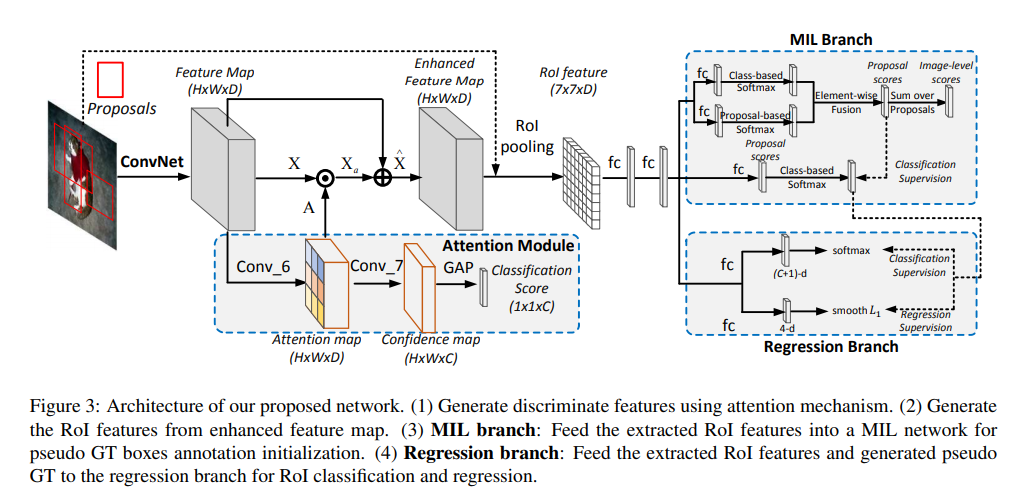 MIL Branch
Proposals
Feature Map
(HxWxD)
Enhanced
Feature Map
(HxWxD)
RoI feature
(7x7xD)
ConvNet
X
A
Xₐ
X̂
RoI
pooling
fc
fc
fc
Class-based
Softmax
fc
Proposal-based
Softmax
Element-wise
Fusion
Proposal
scores
Sum over
Proposals
Image-level
scores
fc
Proposal
scores
Class-based
Softmax
Classification
Supervision
Attention Module
Conv_6
Conv_7
GAP
Classification
Score
(1x1xC)
Attention map
(HxWxD)
Confidence map
(HxWxC)
fc
(C+1)-d
softmax
Classification
Supervision
fc
4-d
smooth L₁
Regression
Supervision
Regression Branch
Figure 3: Architecture of our proposed network. (1) Generate discriminate features using attention mechanism. (2) Generate
the RoI features from enhanced feature map. (3) MIL branch: Feed the extracted RoI features into a MIL network for
pseudo GT boxes annotation initialization. (4) Regression branch: Feed the extracted RoI features and generated pseudo
GT to the regression branch for RoI classification and regression.